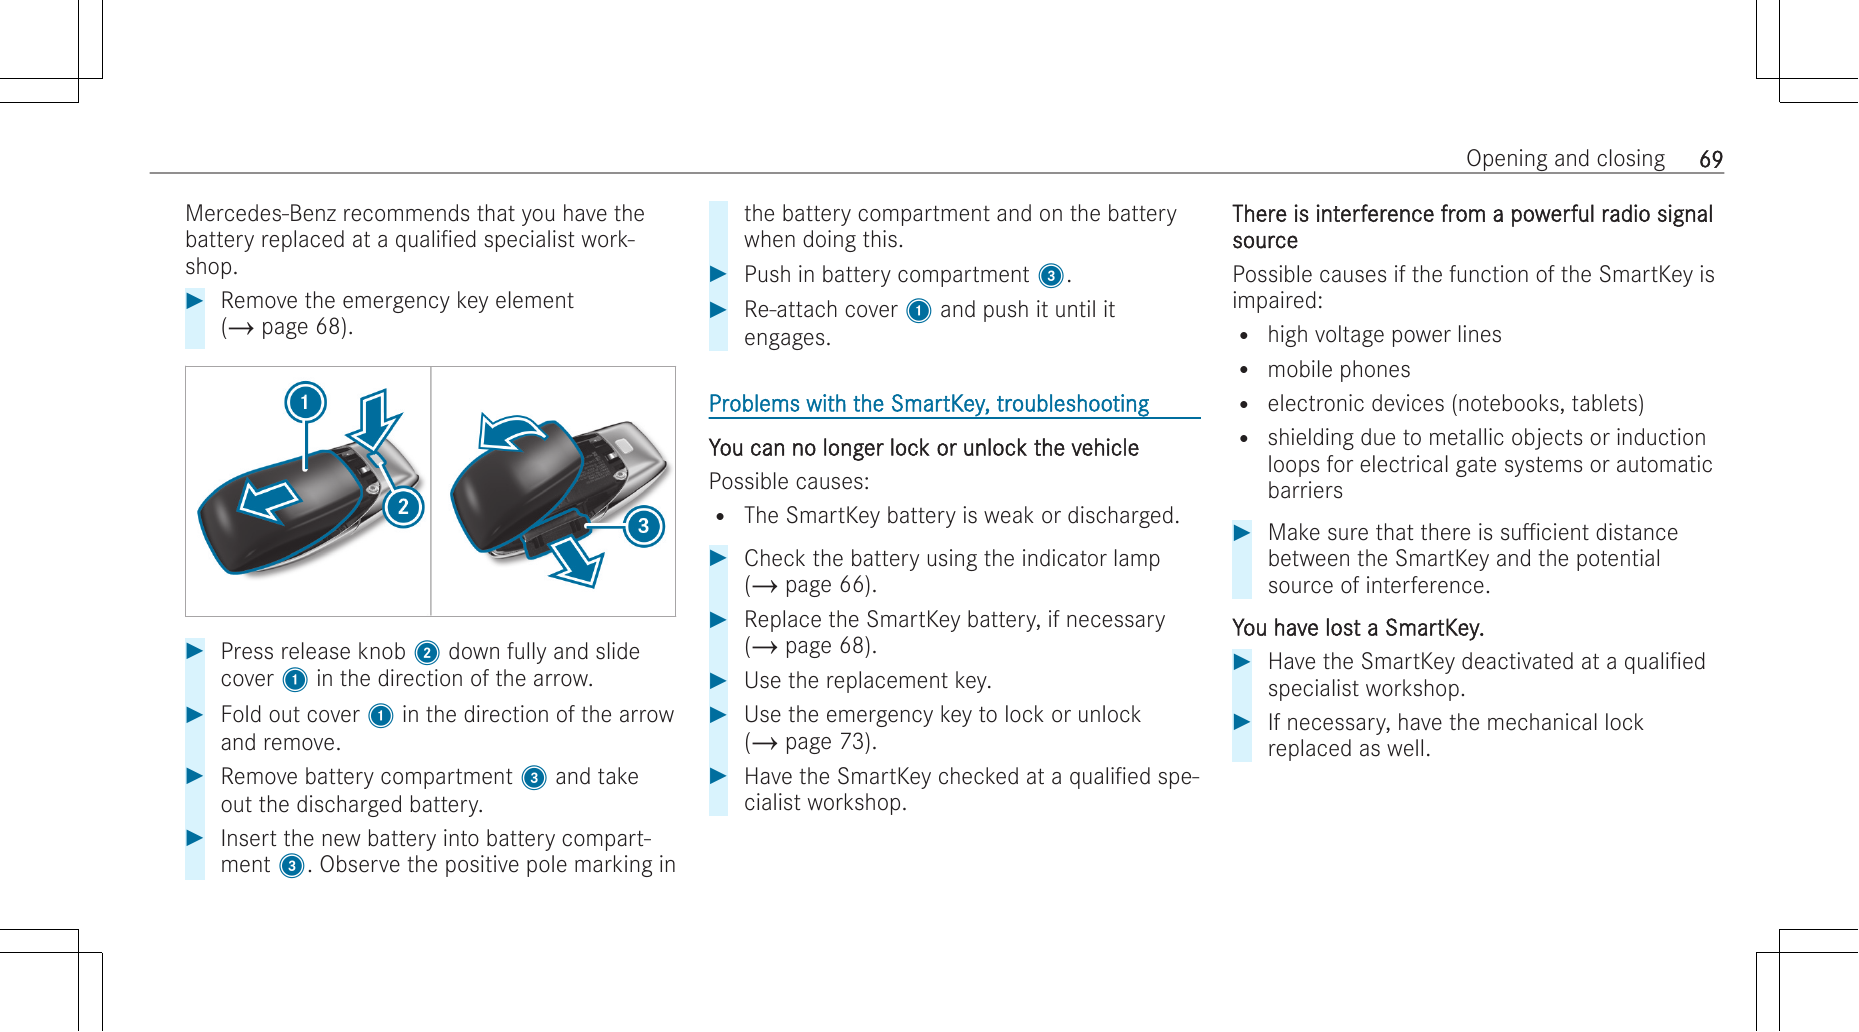 Opening and closing 69
Mercedes-Benz recommends that you have the
battery replaced at a qualified specialist work-
shop.
Remove the emergency key element
(→ page 68).
1
2
3
Press release knob 2 down fully and slide
cover 1 in the direction of the arrow.
Fold out cover 1 in the direction of the arrow
and remove.
Remove battery compartment 3 and take
out the discharged battery.
Insert the new battery into battery compart-
ment 3. Observe the positive pole marking in
the battery compartment and on the battery
when doing this.
Push in battery compartment 3.
Re-attach cover 1 and push it until it
engages.
Problems with the SmartKey, troubleshooting
You can no longer lock or unlock the vehicle
Possible causes:
• The SmartKey battery is weak or discharged.
Check the battery using the indicator lamp
(→ page 66).
Replace the SmartKey battery, if necessary
(→ page 68).
Use the replacement key.
Use the emergency key to lock or unlock
(→ page 73).
Have the SmartKey checked at a qualified spe-
cialist workshop.
There is interference from a powerful radio signal
source
Possible causes if the function of the SmartKey is
impaired:
• high voltage power lines
• mobile phones
• electronic devices (notebooks, tablets)
• shielding due to metallic objects or induction
loops for electrical gate systems or automatic
barriers
Make sure that there is sufficient distance
between the SmartKey and the potential
source of interference.
You have lost a SmartKey.
Have the SmartKey deactivated at a qualified
specialist workshop.
If necessary, have the mechanical lock
replaced as well.